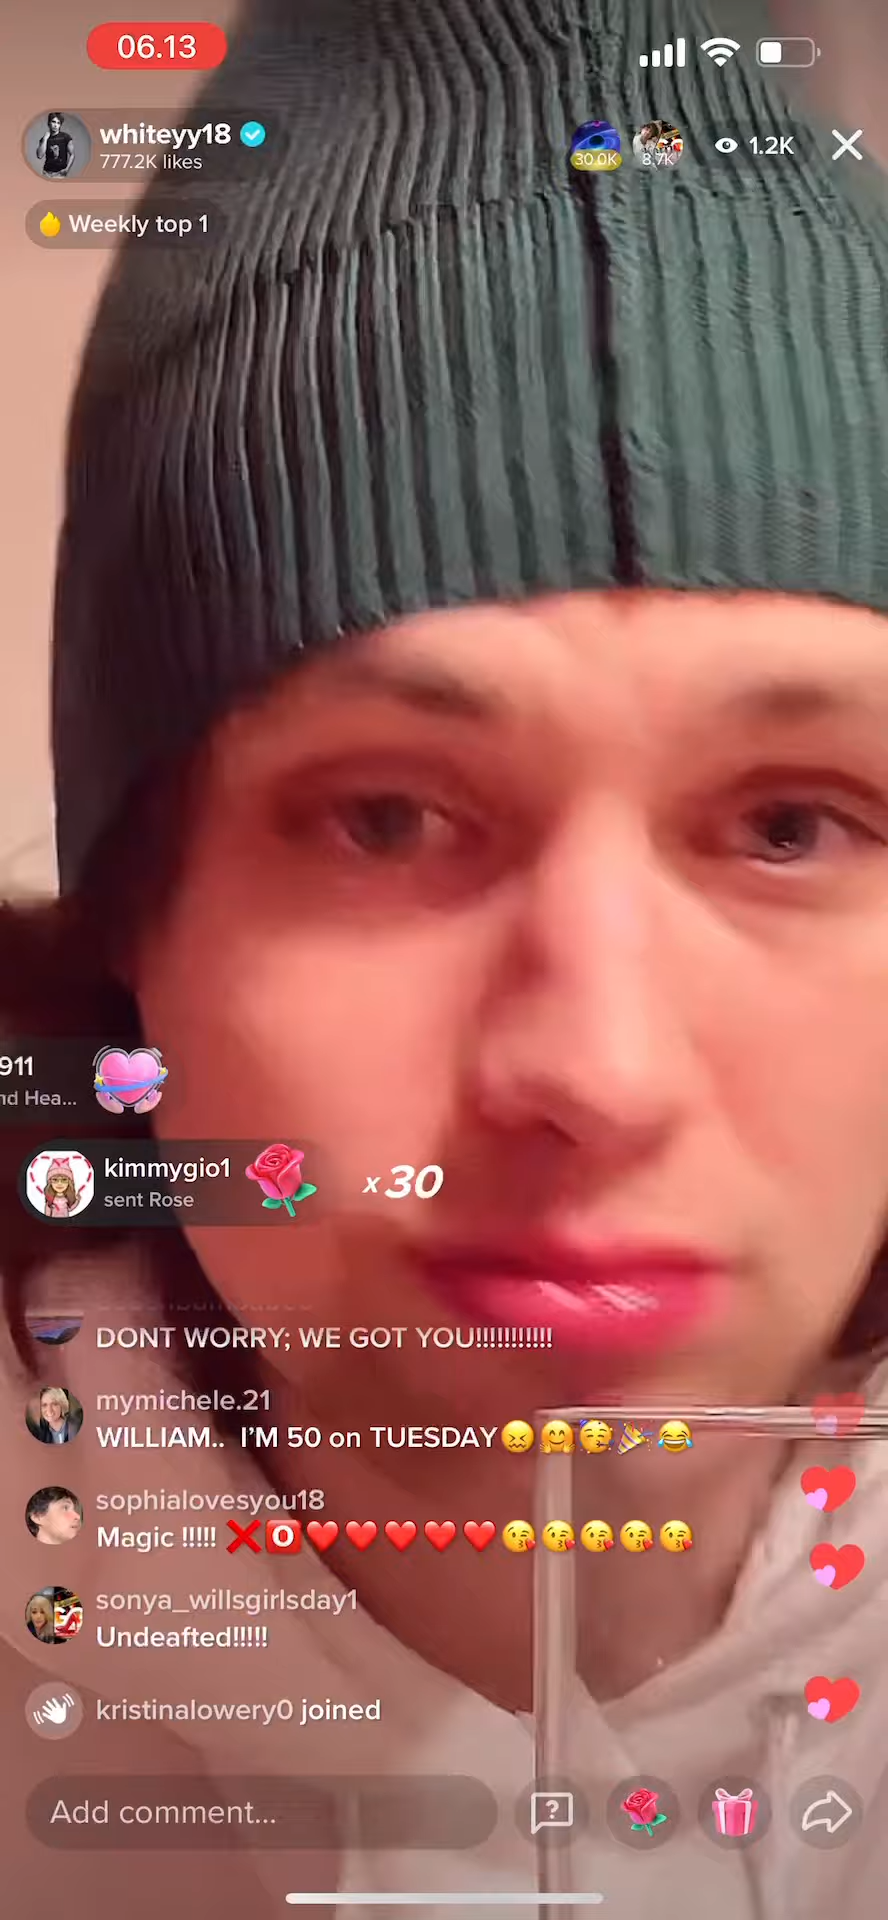 06.13
whiteyy18
777.2K likes
30.0K
8.7K
1.2K
Weekly top 1
911
nd Hea...
kimmygio1
sent Rose
x30
DONT WORRY; WE GOT YOU!!!!!!!!!!!
mymichele.21
WILLIAM.. I'M 50 on TUESDAY😖🤗🥳🎉😂
sophialovesyou18
Magic !!!!! ❌🅾️❤️❤️❤️❤️❤️😘😘😘😘😘
sonya_willsgirlsday1
Undeafted!!!!!
kristinalowery0 joined
Add comment...